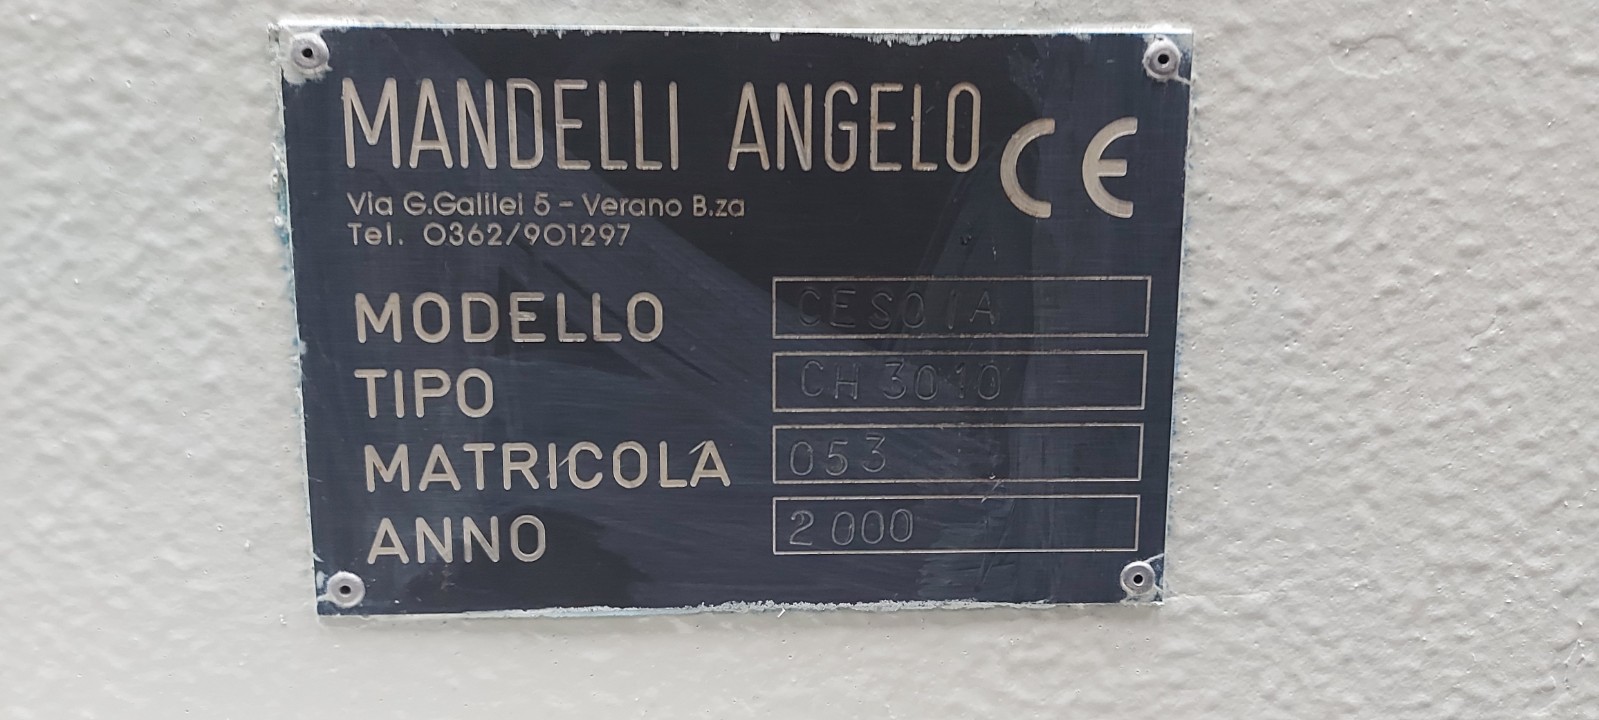 MANDELLI ANGELO CE
Via G.Galilei 5 - Verano B.za
Tel. 0362/901297
MODELLO CESOIA
TIPO CH 3010
MATRICOLA 053
ANNO 2000